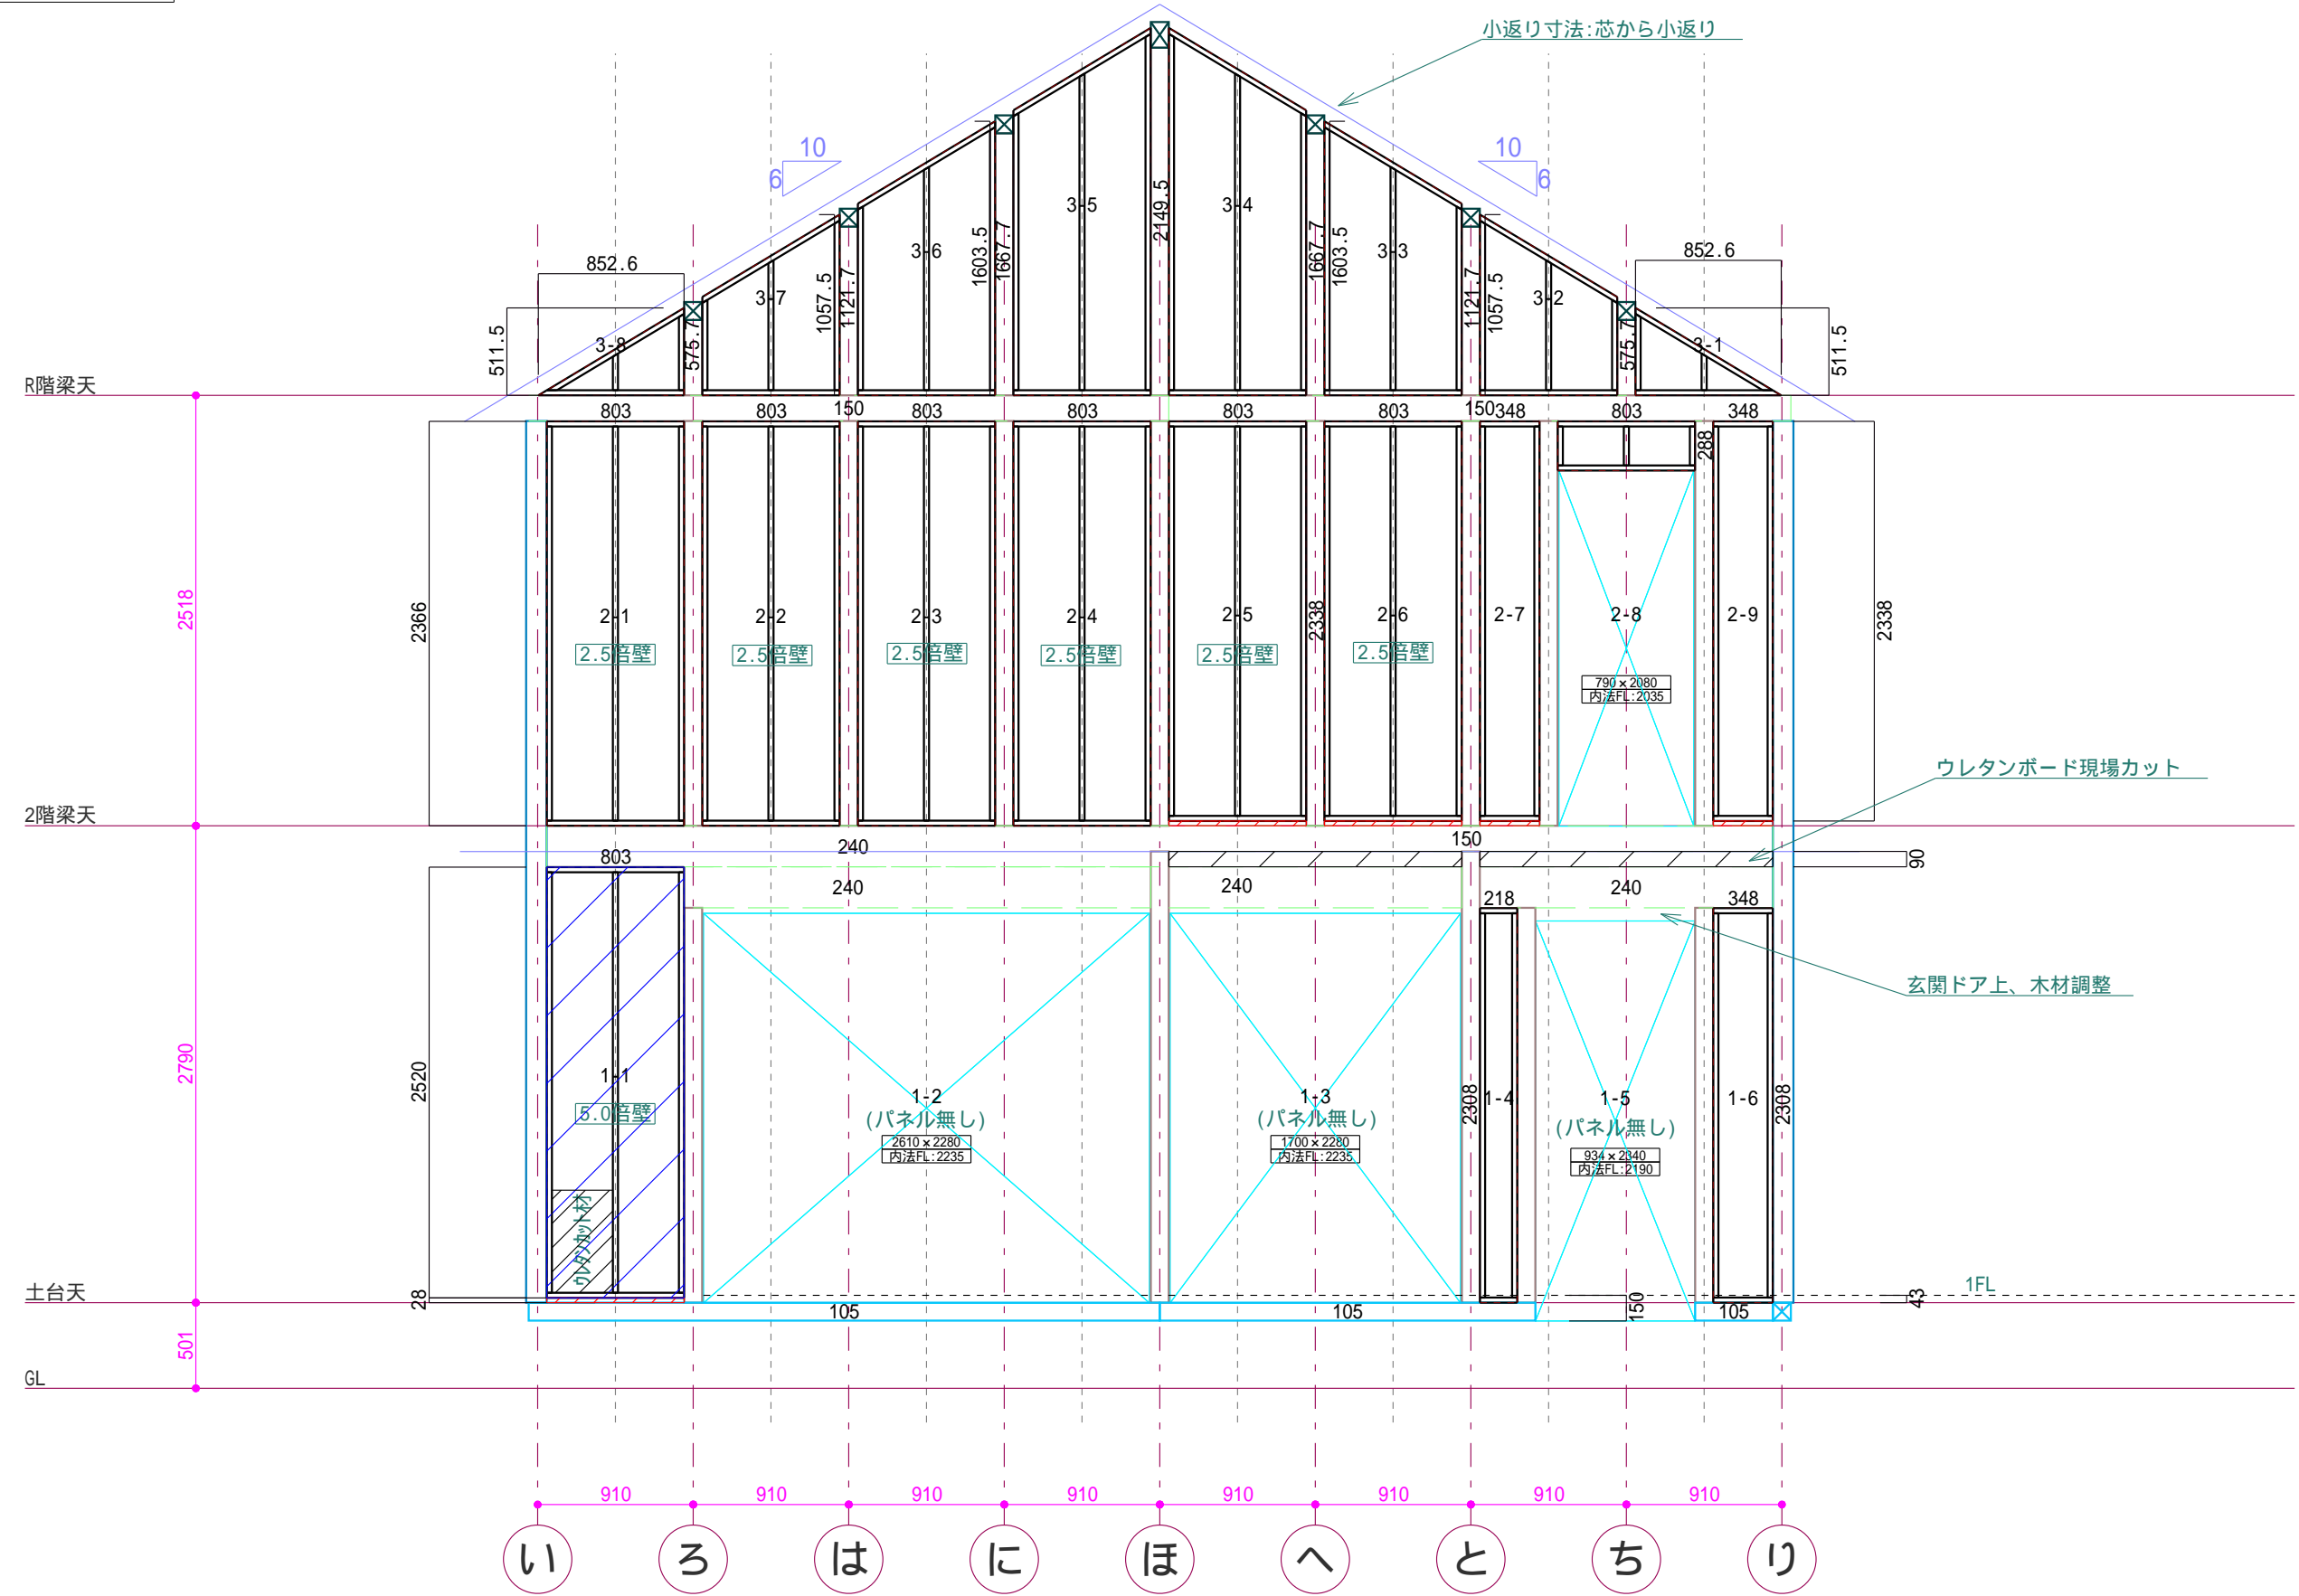 小返り寸法:芯から小返り
10
6
10
6
3-5
3-4
2149.5
3-6
3-3
1603.5
1667.7
1667.7
1603.5
852.6
852.6
3-7
3-2
1057.5
1121.7
1121.7
1057.5
3-8
3-1
511.5
575.7
575.7
511.5
R階梁天
803
803
150
803
803
803
803
150
348
803
348
288
2518
2366
2-1
2-2
2-3
2-4
2-5
2338
2-6
2-7
2-8
2-9
2338
2.5倍壁
2.5倍壁
2.5倍壁
2.5倍壁
2.5倍壁
2.5倍壁
790×2080
内法FL:2035
ウレタンボード現場カット
2階梁天
240
150
90
803
240
240
218
240
348
玄関ドア上、木材調整
2790
2520
1-1
5.0倍壁
1-2
(パネル無し)
2610×2280
内法FL:2235
1-3
(パネル無し)
1700×2280
内法FL:2235
2308
1-4
1-5
(パネル無し)
934×2340
内法FL:2190
1-6
2308
ウレタンカット材
土台天
28
1FL
43
105
105
150
105
501
GL
910
910
910
910
910
910
910
910
い
ろ
は
に
ほ
へ
と
ち
り